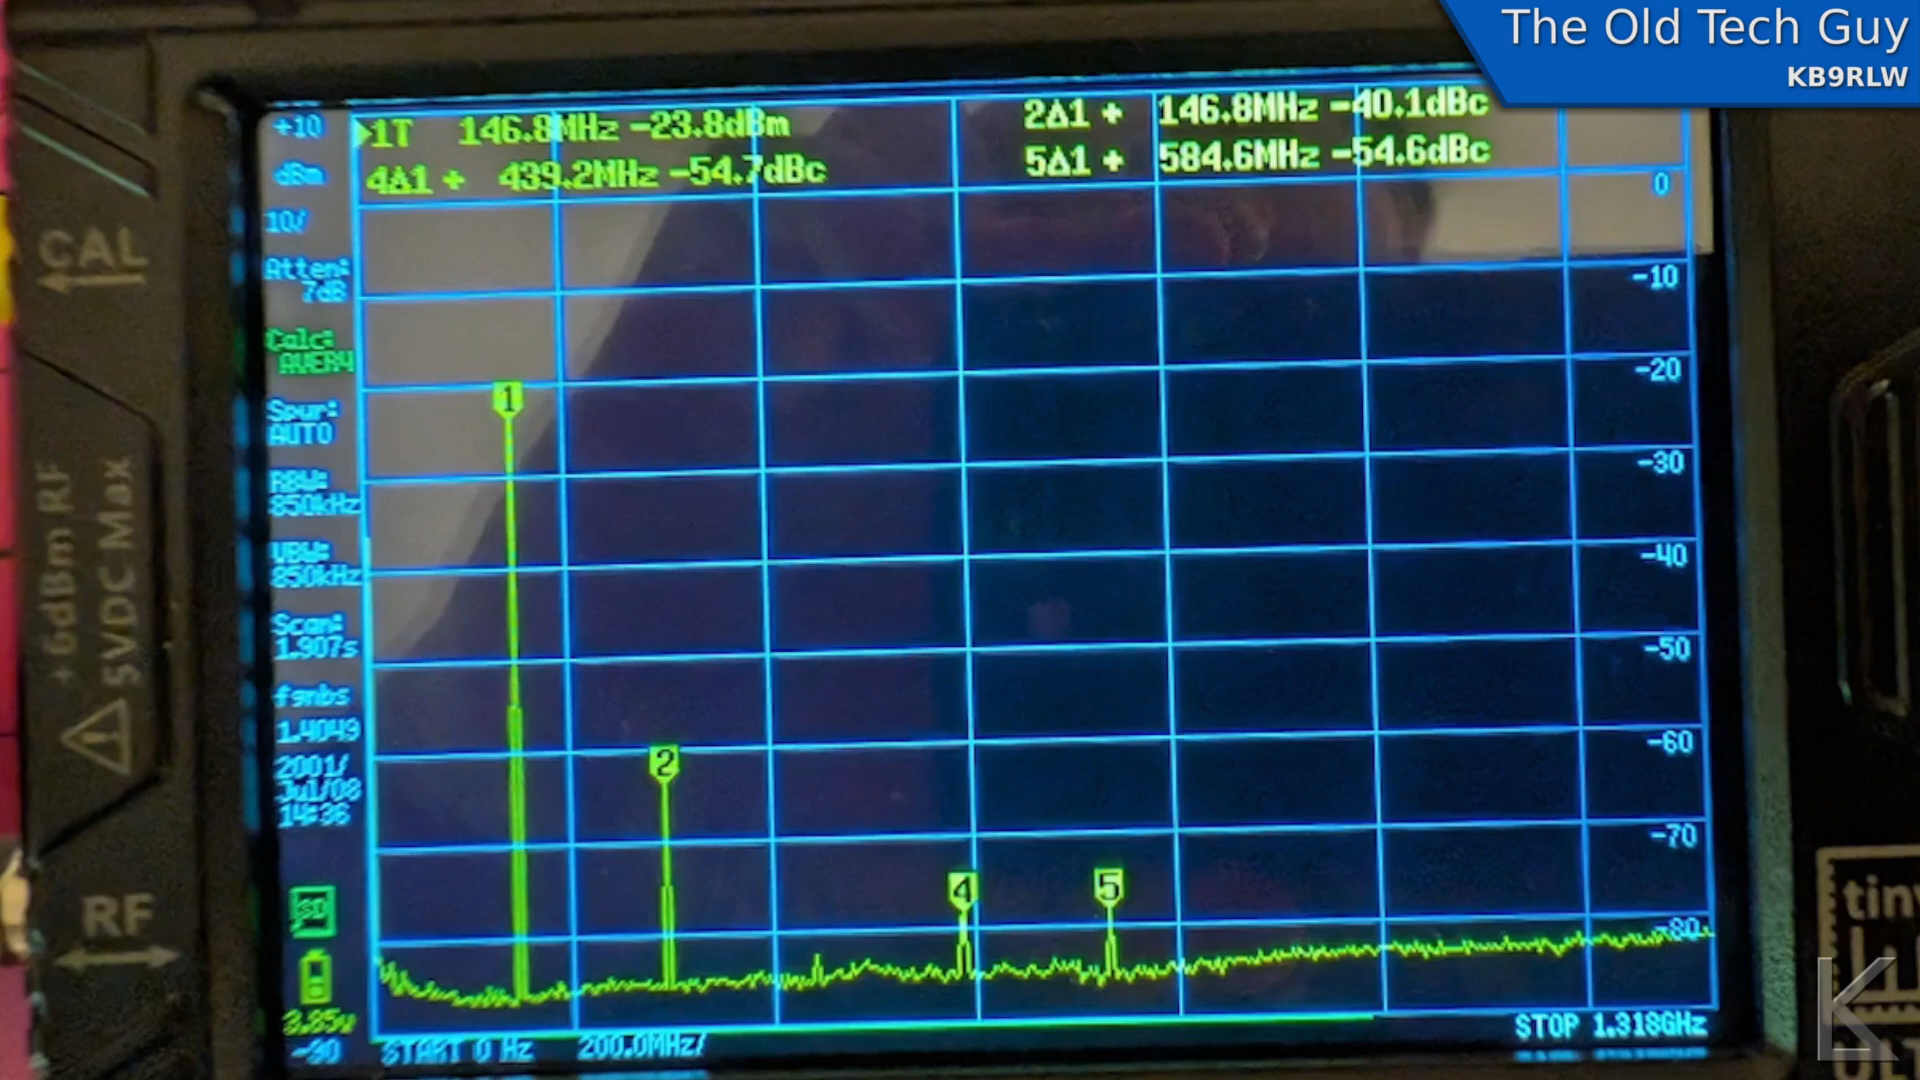 The Old Tech Guy
KB9RLW
+10
dBm
10/
Atten:
7dB
Calc:
AVER4
Spur:
AUTO
RBW:
850kHz
VBW:
850kHz
Scan:
1.907s
fgnbs
1.4049
2001/
Jul/08
14:36
SD
3.85v
-90
1T 146.8MHz -23.8dBm
2Δ1 + 146.8MHz -40.1dBc
4Δ1 + 439.2MHz -54.7dBc
5Δ1 + 584.6MHz -54.6dBc
0
-10
-20
-30
-40
-50
-60
-70
-80
1
2
4
5
START 0 Hz 200.0MHz/
STOP 1.318GHz
CAL
+6dBm RF
5VDC Max
RF
tiny
K